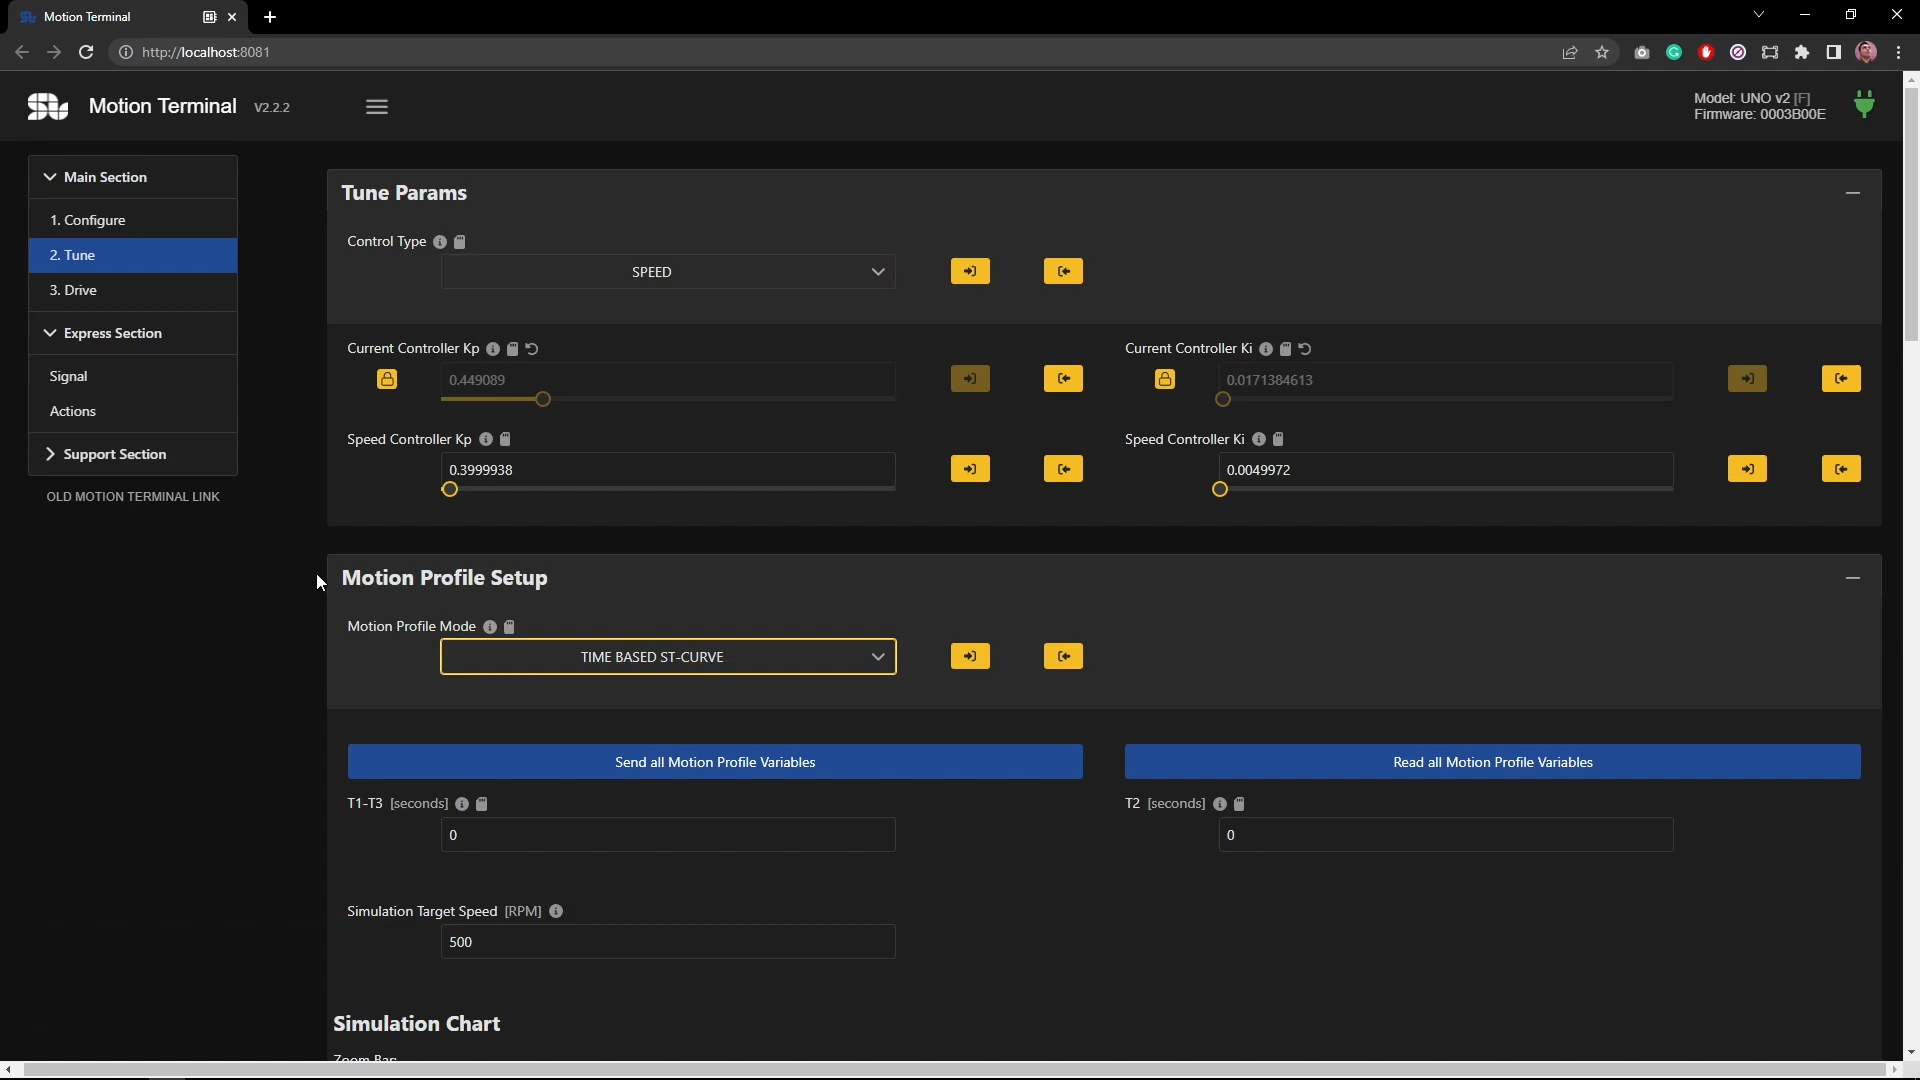 Motion Terminal
http://localhost:8081
Motion Terminal V2.2.2
Model: UNO v2 [F]
Firmware: 0003B00E
Main Section
1. Configure
2. Tune
3. Drive
Express Section
Signal
Actions
Support Section
OLD MOTION TERMINAL LINK
Tune Params
Control Type
SPEED
Current Controller Kp
0.449089
Current Controller Ki
0.0171384613
Speed Controller Kp
0.3999938
Speed Controller Ki
0.0049972
Motion Profile Setup
Motion Profile Mode
TIME BASED ST-CURVE
Send all Motion Profile Variables
Read all Motion Profile Variables
T1-T3 [seconds]
0
T2 [seconds]
0
Simulation Target Speed [RPM]
500
Simulation Chart
Zoom Bar: